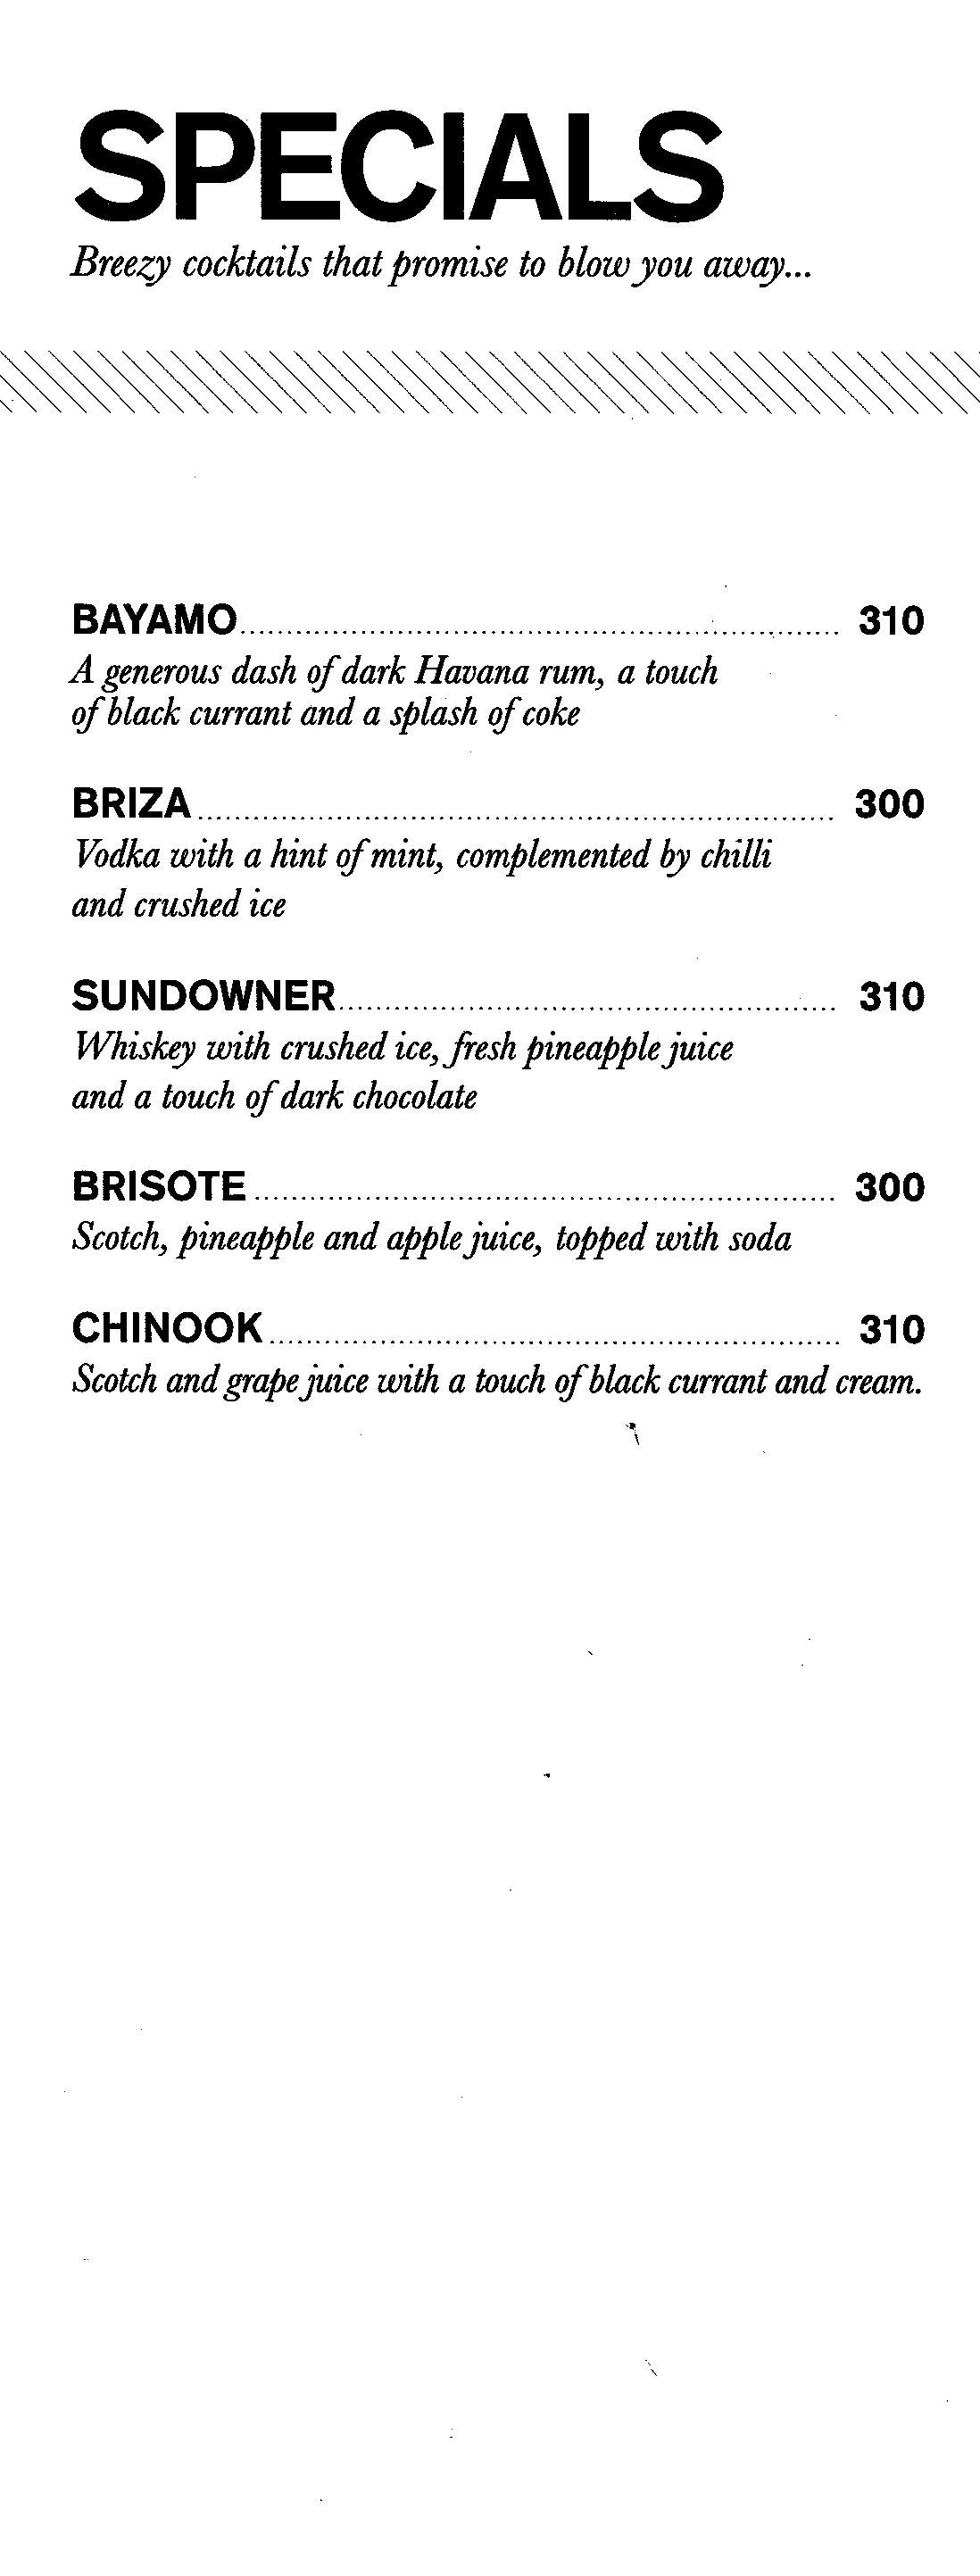 SPECIALS
Breezy cocktails that promise to blow you away...
BAYAMO 310
A generous dash of dark Havana rum, a touch
of black currant and a splash of coke
BRIZA 300
Vodka with a hint of mint, complemented by chilli
and crushed ice
SUNDOWNER 310
Whiskey with crushed ice, fresh pineapple juice
and a touch of dark chocolate
BRISOTE 300
Scotch, pineapple and apple juice, topped with soda
CHINOOK 310
Scotch and grape juice with a touch of black currant and cream.